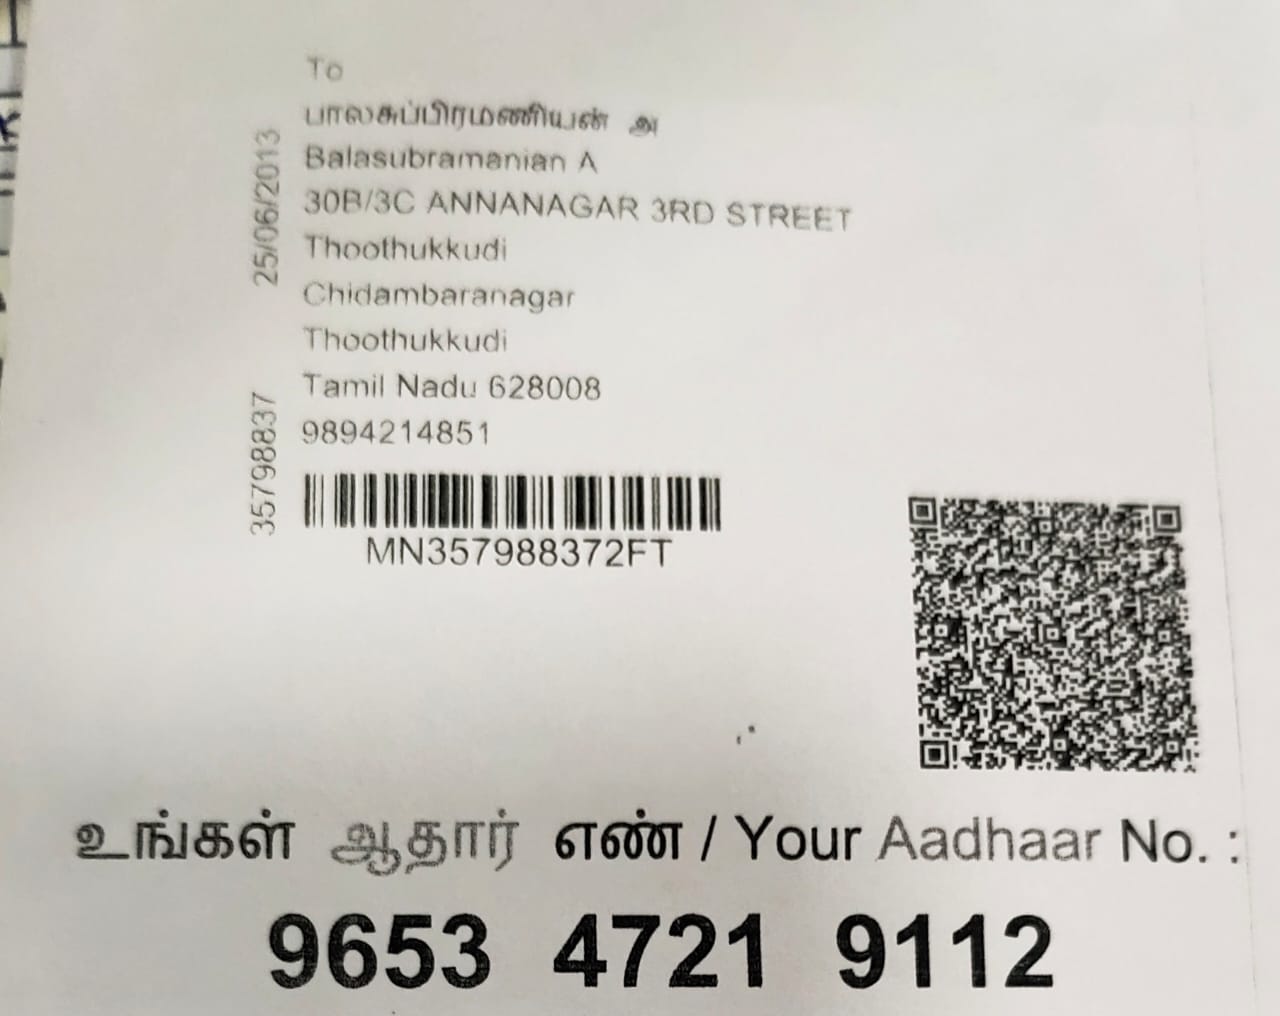 To
பாலசுப்பிரமணியன் அ
Balasubramanian A
30B/3C ANNANAGAR 3RD STREET
Thoothukkudi
Chidambaranagar
Thoothukkudi
Tamil Nadu 628008
9894214851
25/06/2013
35798837
MN357988372FT
உங்கள் ஆதார் எண் / Your Aadhaar No. :
9653 4721 9112